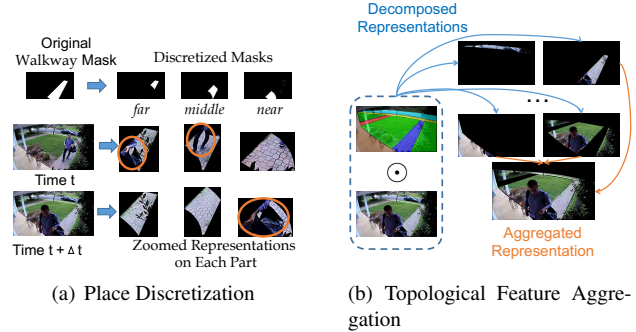 Original
Walkway Mask
Discretized Masks
far
middle
near
Time t
Time t + Δ t
Zoomed Representations
on Each Part
(a) Place Discretization
Decomposed
Representations
...
Aggregated
Representation
(b) Topological Feature Aggre-
gation